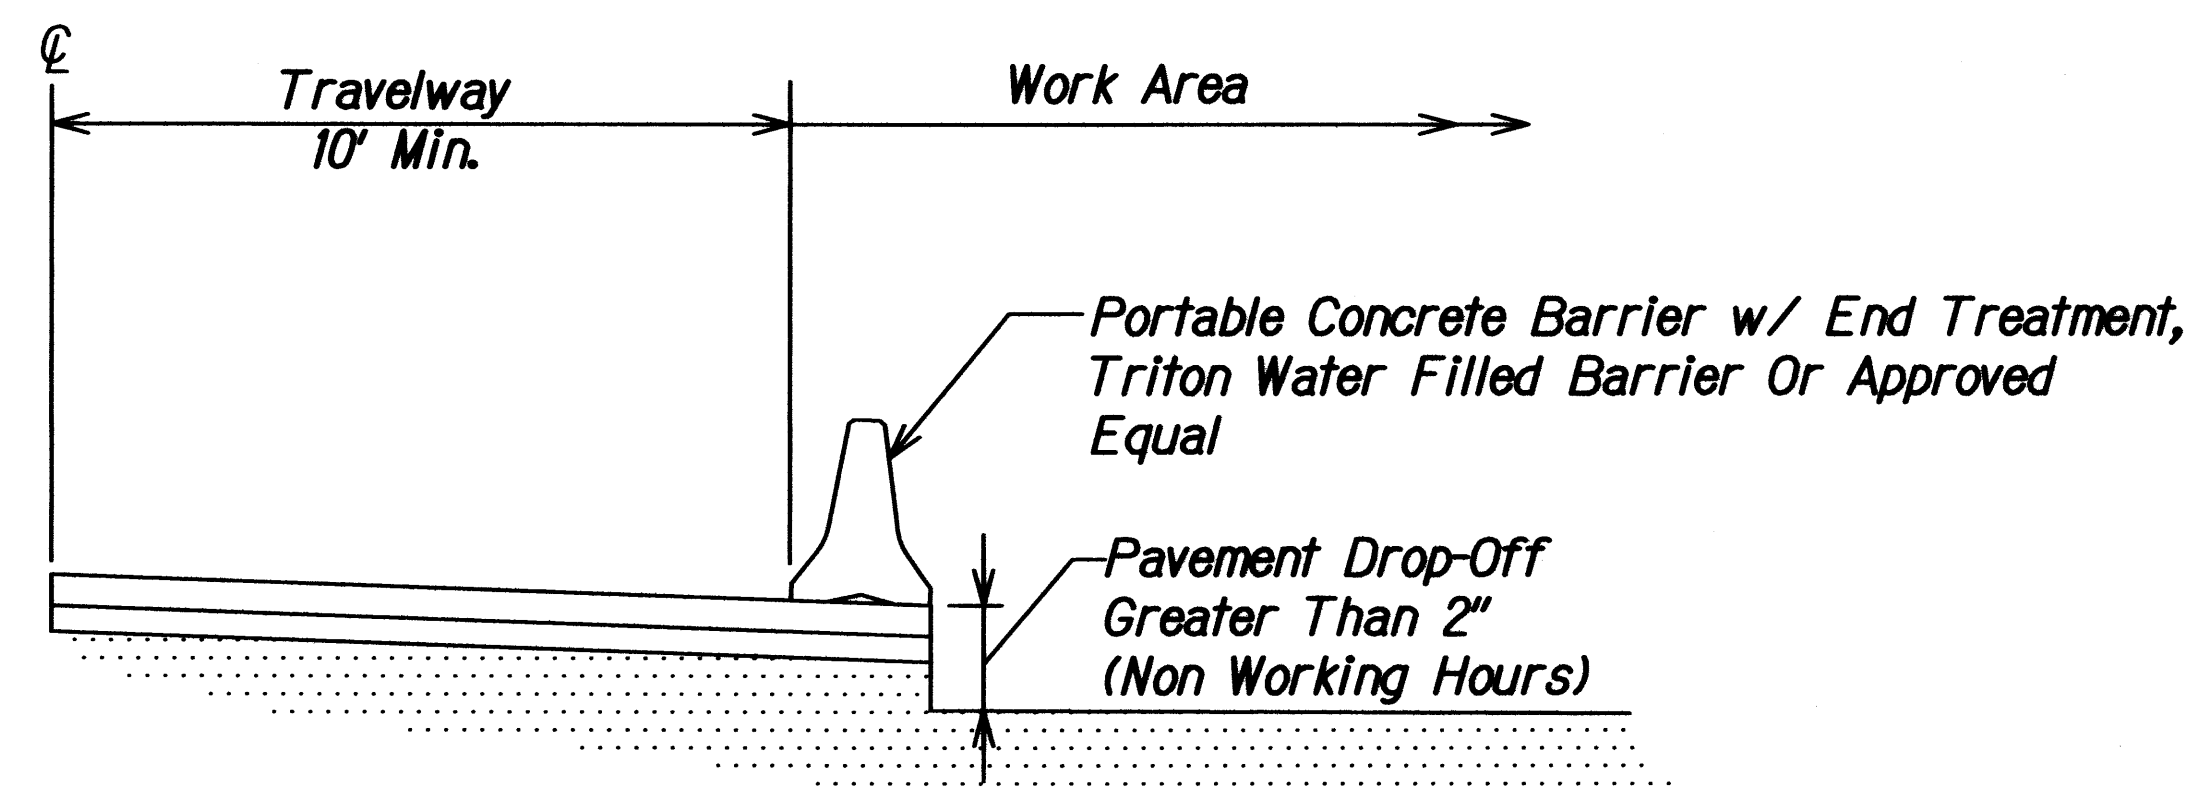 ℄
Travelway
10' Min.
Work Area
Portable Concrete Barrier w/ End Treatment,
Triton Water Filled Barrier Or Approved
Equal
Pavement Drop-Off
Greater Than 2"
(Non Working Hours)